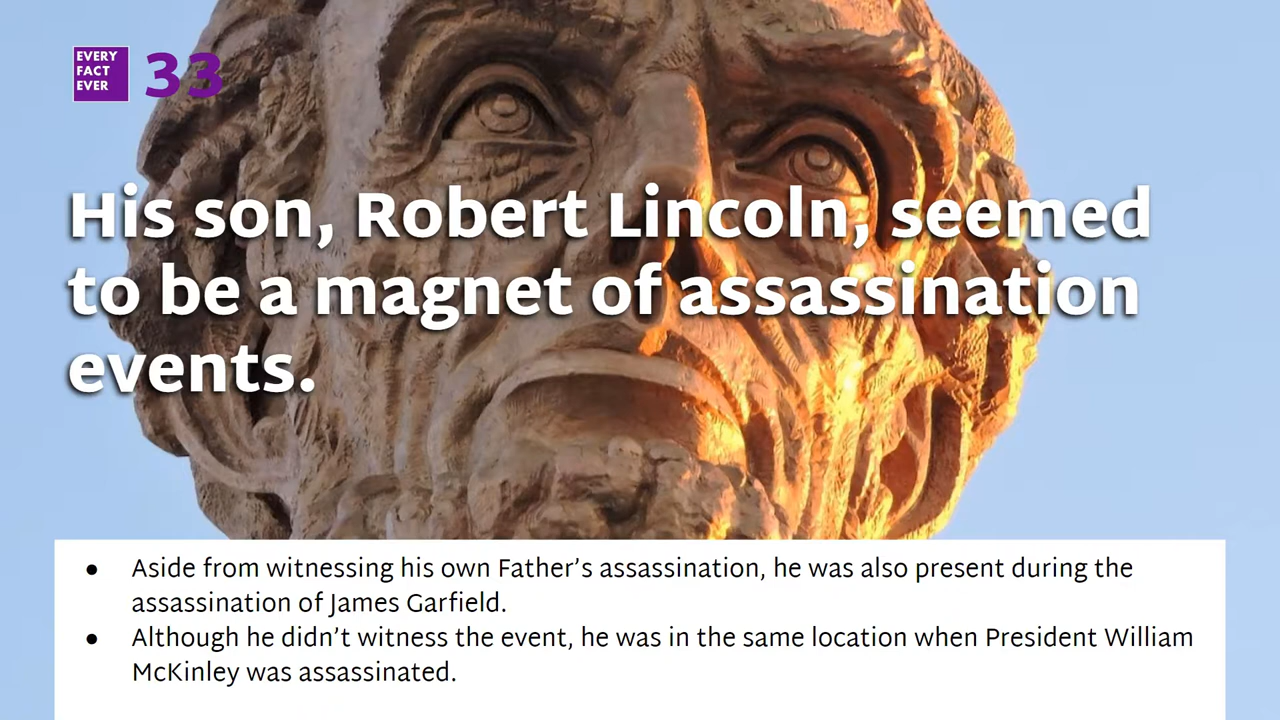 EVERY
FACT
EVER
33
His son, Robert Lincoln, seemed
to be a magnet of assassination
events.
● Aside from witnessing his own Father’s assassination, he was also present during the
assassination of James Garfield.
● Although he didn’t witness the event, he was in the same location when President William
McKinley was assassinated.